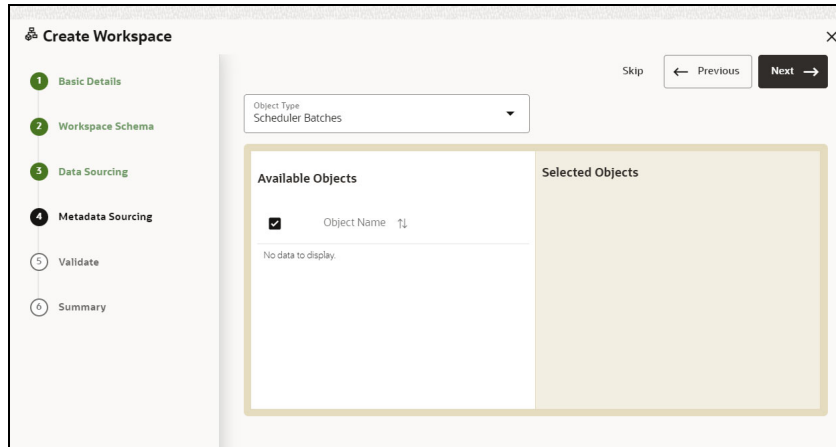 Create Workspace
Skip
Previous
Next
1 Basic Details
2 Workspace Schema
3 Data Sourcing
4 Metadata Sourcing
5 Validate
6 Summary
Object Type
Scheduler Batches
Available Objects
Selected Objects
Object Name
No data to display.